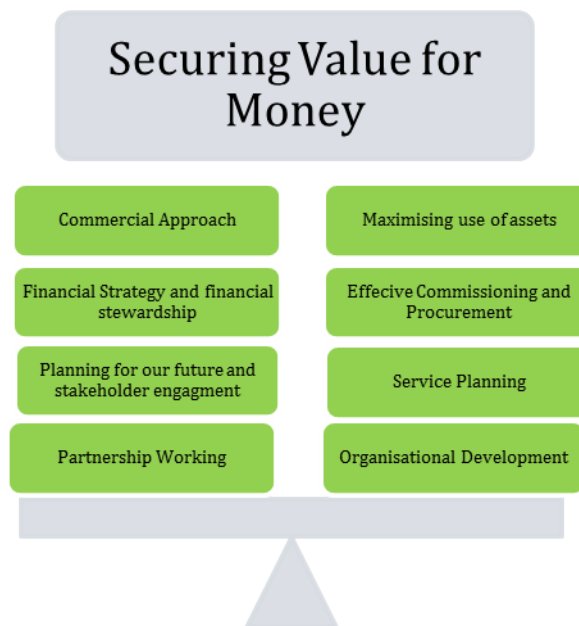 Securing Value for
Money
Commercial Approach
Maximising use of assets
Financial Strategy and financial
stewardship
Effecive Commissioning and
Procurement
Planning for our future and
stakeholder engagment
Service Planning
Partnership Working
Organisational Development